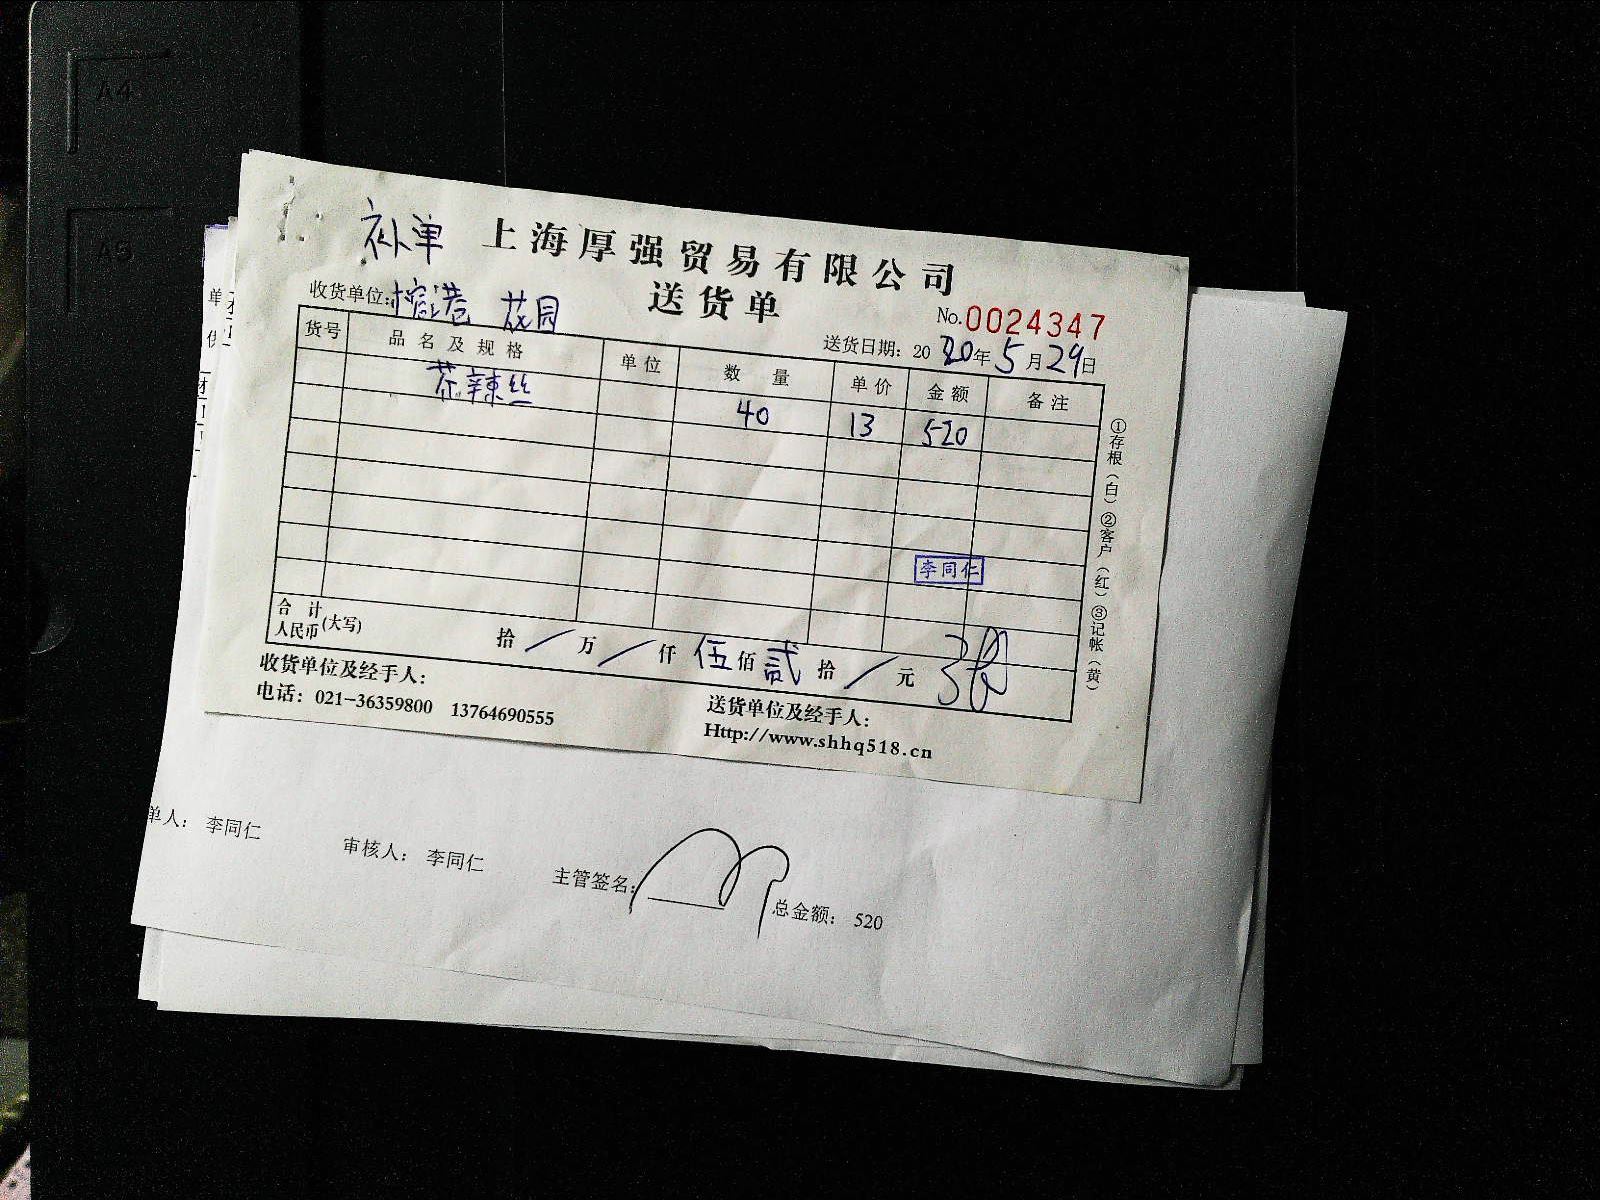 A4
A5
补单 上海厚强贸易有限公司
送货单
收货单位: 榕港 花园
No. 0024347
送货日期: 2020年5月29日
货号 品名及规格 单位 数量 单价 金额 备注
芥辣丝 40 13 520
李同仁
合计人民币(大写) 拾/万/仟伍佰贰拾/元
收货单位及经手人:
送货单位及经手人:
电话: 021-36359800 13764690555
Http://www.shhq518.cn
①存根(白)②客户(红)③记帐(黄)
单人: 李同仁 审核人: 李同仁 主管签名: 总金额: 520